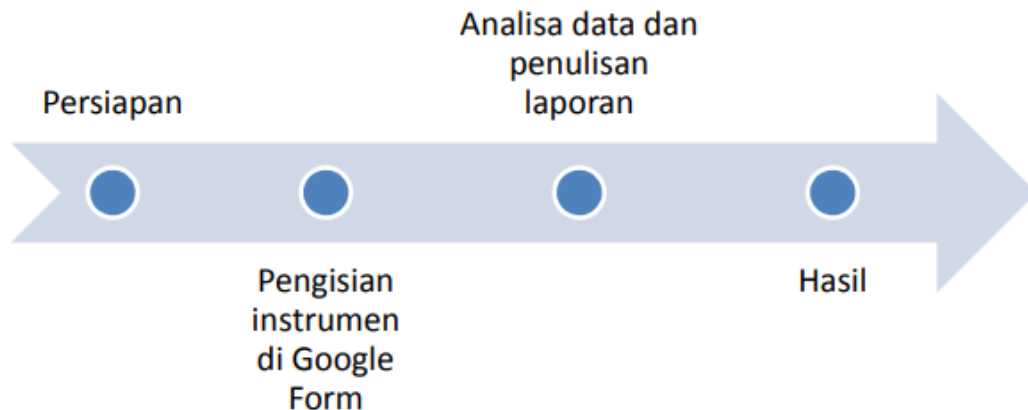 Persiapan
Pengisian
instrumen
di Google
Form
Analisa data dan
penulisan
laporan
Hasil